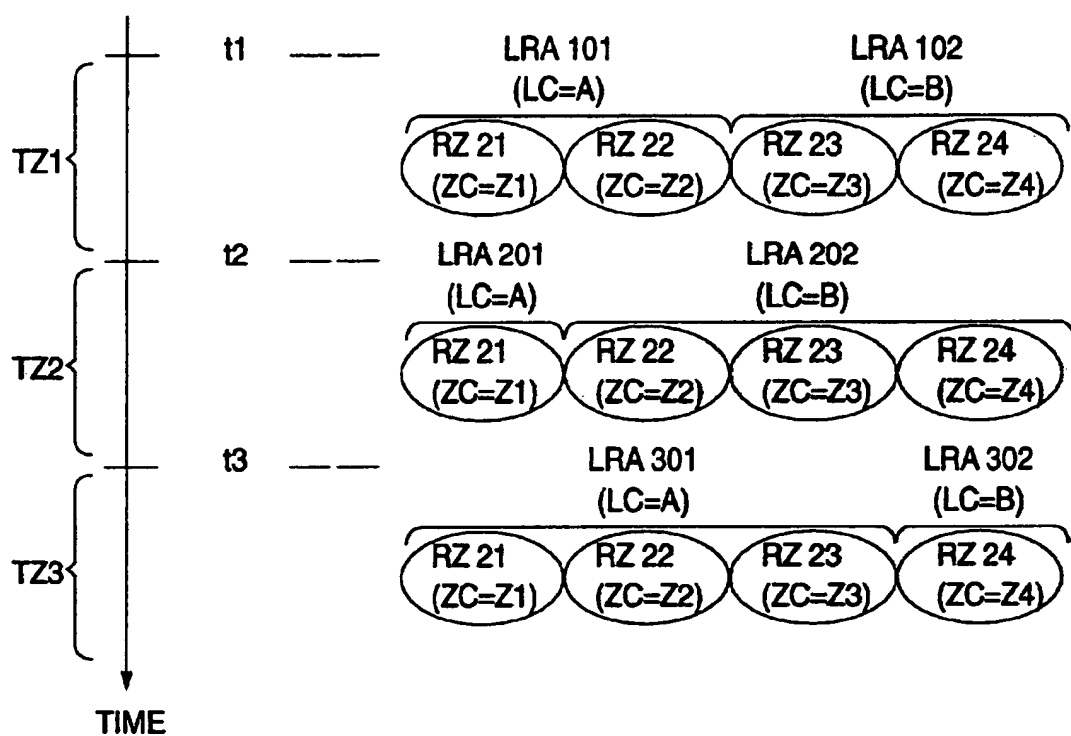 t1 LRA 101 LRA 102
(LC=A) (LC=B)
TZ1
RZ 21 RZ 22 RZ 23 RZ 24
(ZC=Z1) (ZC=Z2) (ZC=Z3) (ZC=Z4)
t2 LRA 201 LRA 202
(LC=A) (LC=B)
TZ2
RZ 21 RZ 22 RZ 23 RZ 24
(ZC=Z1) (ZC=Z2) (ZC=Z3) (ZC=Z4)
t3 LRA 301 LRA 302
(LC=A) (LC=B)
TZ3
RZ 21 RZ 22 RZ 23 RZ 24
(ZC=Z1) (ZC=Z2) (ZC=Z3) (ZC=Z4)
TIME